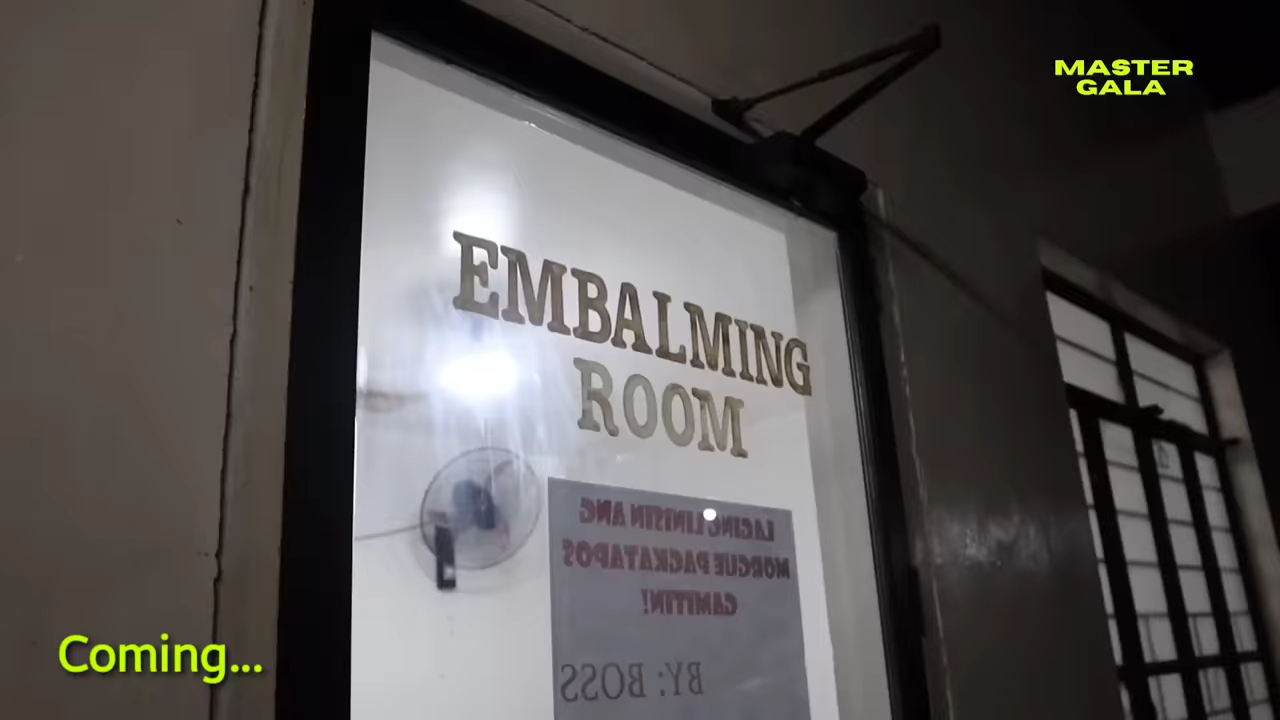 MASTER
GALA
EMBALMING
ROOM
LAGING LINISIN ANG
MORGUE PAGKATAPOS
GAMITIN!
BY: BOSS
Coming...